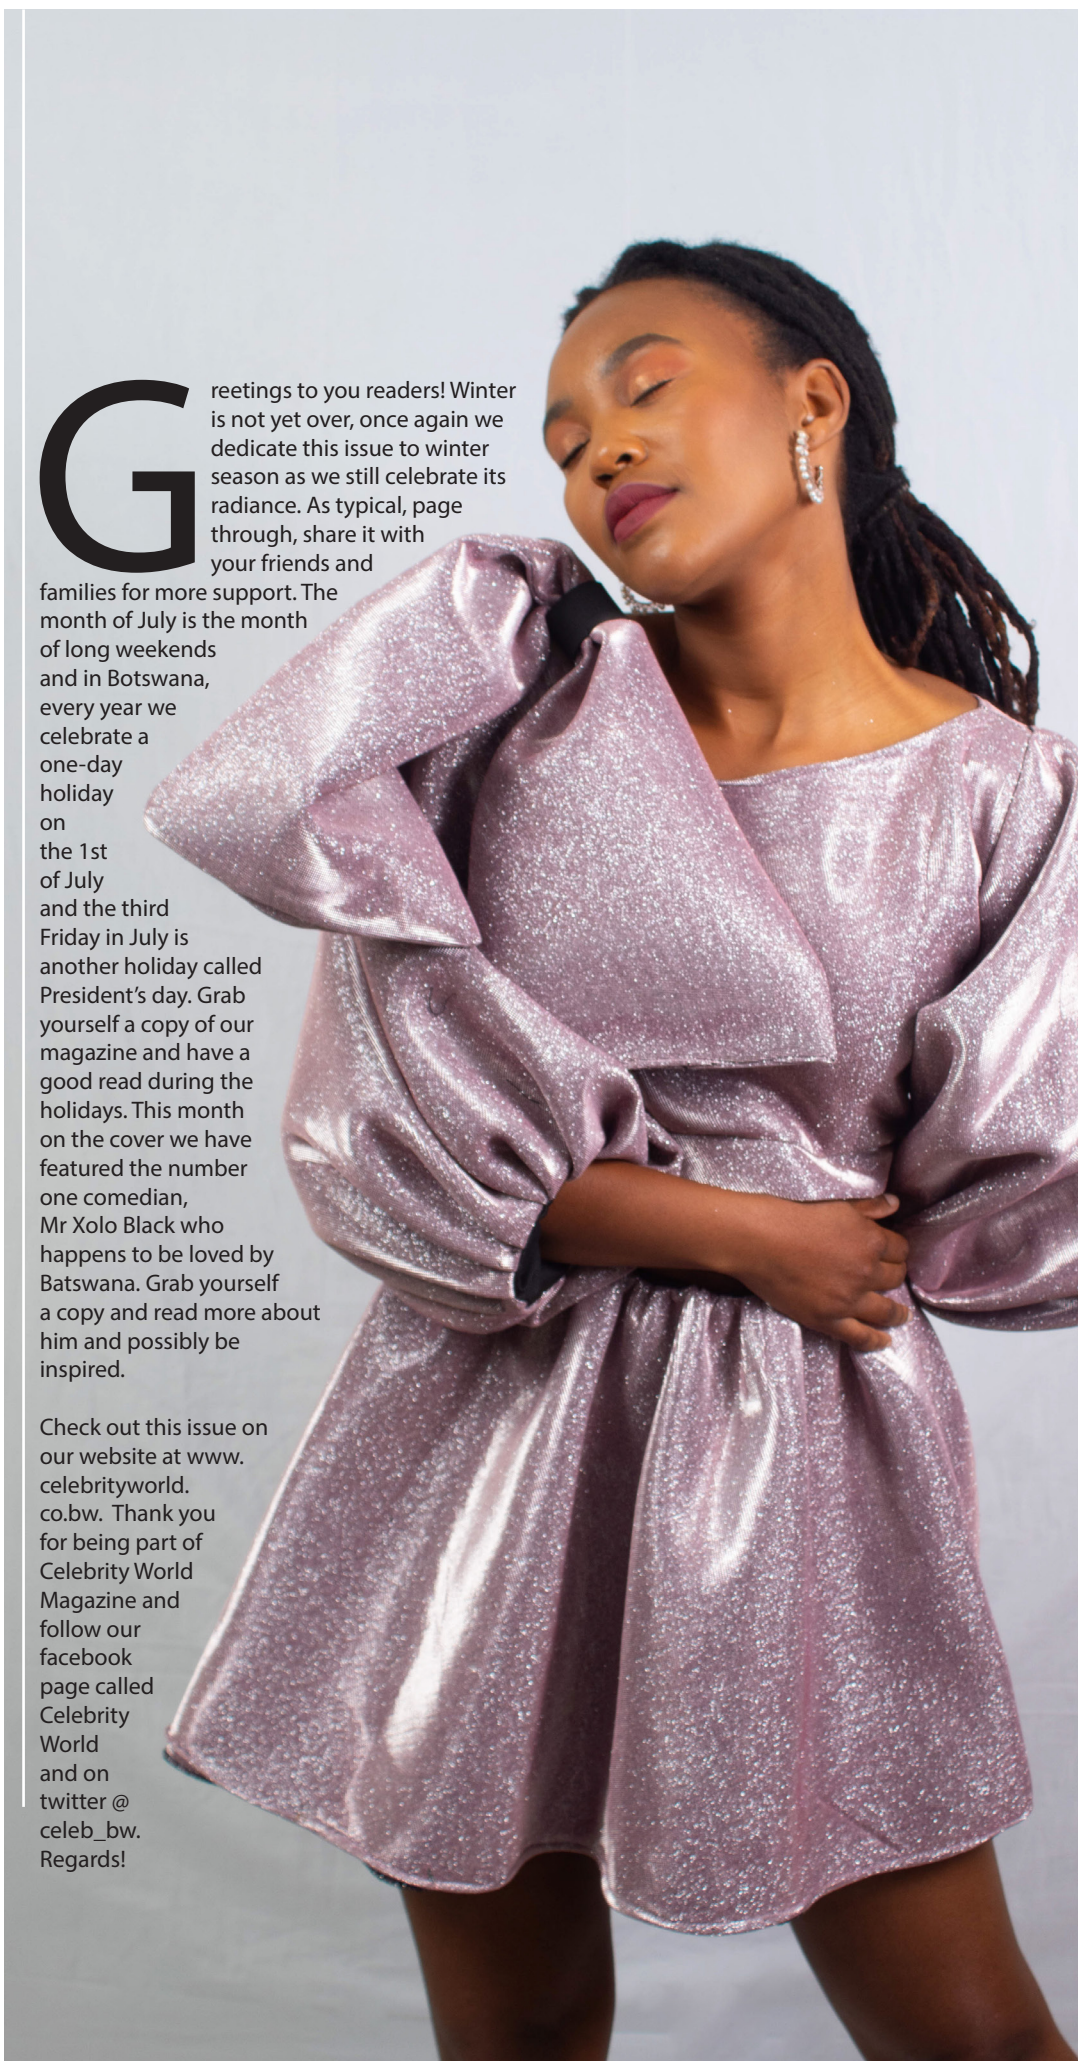 Greetings to you readers! Winter
is not yet over, once again we
dedicate this issue to winter
season as we still celebrate its
radiance. As typical, page
through, share it with
your friends and
families for more support. The
month of July is the month
of long weekends
and in Botswana,
every year we
celebrate a
one-day
holiday
on
the 1st
of July
and the third
Friday in July is
another holiday called
President’s day. Grab
yourself a copy of our
magazine and have a
good read during the
holidays. This month
on the cover we have
featured the number
one comedian,
Mr Xolo Black who
happens to be loved by
Batswana. Grab yourself
a copy and read more about
him and possibly be
inspired.

Check out this issue on
our website at www.
celebrityworld.
co.bw.  Thank you
for being part of
Celebrity World
Magazine and
follow our
facebook
page called
Celebrity
World
and on
twitter @
celeb_bw.
Regards!